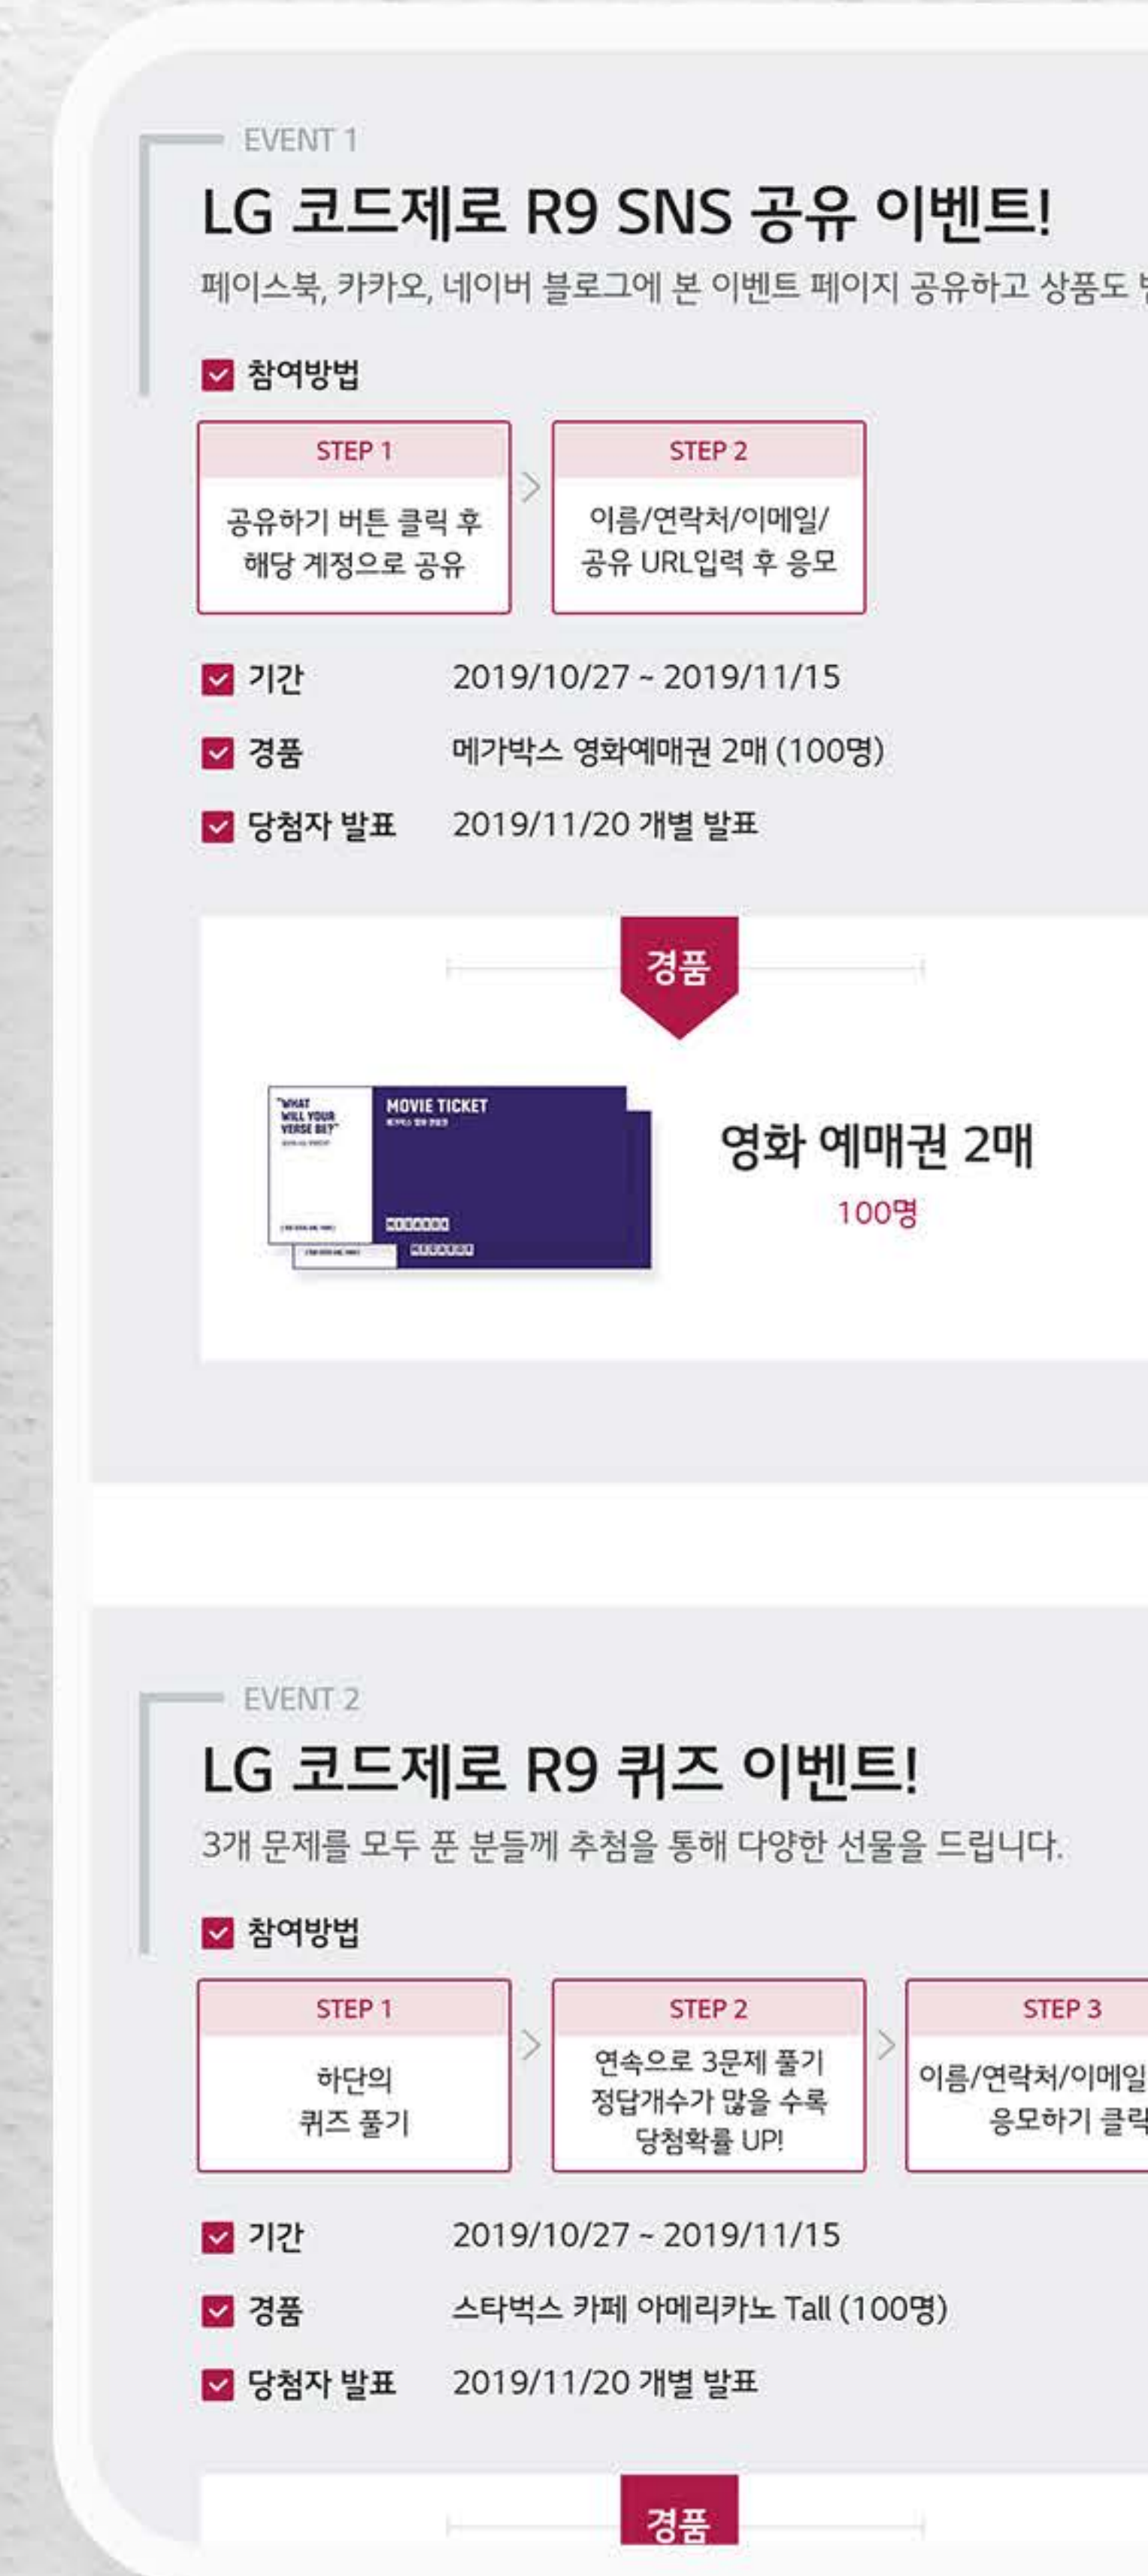 EVENT 1
LG 코드제로 R9 SNS 공유 이벤트!
페이스북, 카카오, 네이버 블로그에 본 이벤트 페이지 공유하고 상품도
참여방법
STEP 1
공유하기 버튼 클릭 후
해당 계정으로 공유
STEP 2
이름/연락처/이메일/
공유 URL입력 후 응모
기간 2019/10/27 ~ 2019/11/15
경품 메가박스 영화예매권 2매 (100명)
당첨자 발표 2019/11/20 개별 발표
경품
"WHAT
WILL YOUR
VERSE BE?"
MOVIE TICKET
MEGABOX
MEGABOX
영화 예매권 2매
100명
EVENT 2
LG 코드제로 R9 퀴즈 이벤트!
3개 문제를 모두 푼 분들께 추첨을 통해 다양한 선물을 드립니다.
참여방법
STEP 1
하단의
퀴즈 풀기
STEP 2
연속으로 3문제 풀기
정답개수가 많을 수록
당첨확률 UP!
STEP 3
이름/연락처/이메일
응모하기 클릭
기간 2019/10/27 ~ 2019/11/15
경품 스타벅스 카페 아메리카노 Tall (100명)
당첨자 발표 2019/11/20 개별 발표
경품